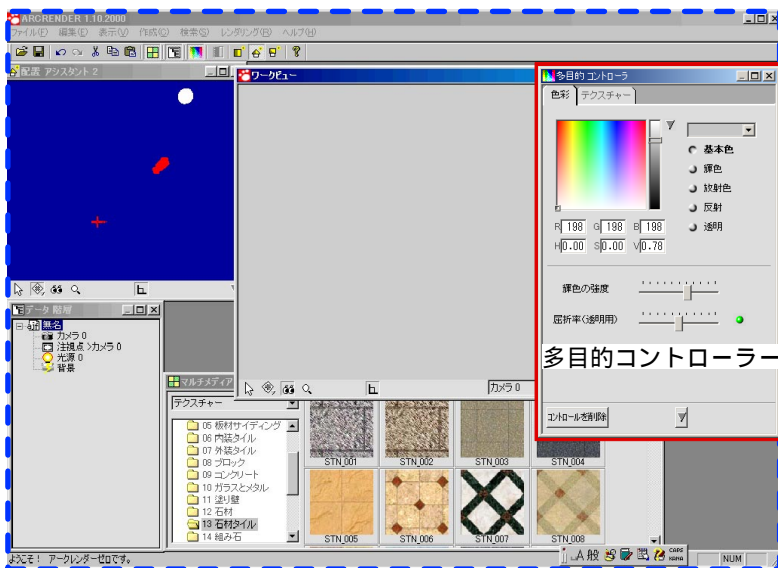 ARCRENDER 1.10.2000
ファイル(F) 編集(E) 表示(V) 作成(C) 検索(S) レンダリング(R) ヘルプ(H)
配置 アシスタント 2
ワークビュー
多目的 コントローラ
色彩 テクスチャー
基本色
輝色
放射色
反射
透明
R 198 G 198 B 198
H 0.00 S 0.00 V 0.78
輝色の強度
屈折率(透明用)
多目的コントローラー
コントロールを削除
データ 階層
無名
カメラ 0
注視点 >カメラ 0
光源 0
背景
カメラ 0
マルチメディア
テクスチャー
05 板材サイディング
06 内装タイル
07 外装タイル
08 ブロック
09 コンクリート
10 ガラスとメタル
11 塗り壁
12 石材
13 石材タイル
14 組み石
STN_001 STN_002 STN_003 STN_004
STN_005 STN_006 STN_007 STN_008
ようこそ! アークレンダーゼロです。
A 般 CAPS KANA
NUM